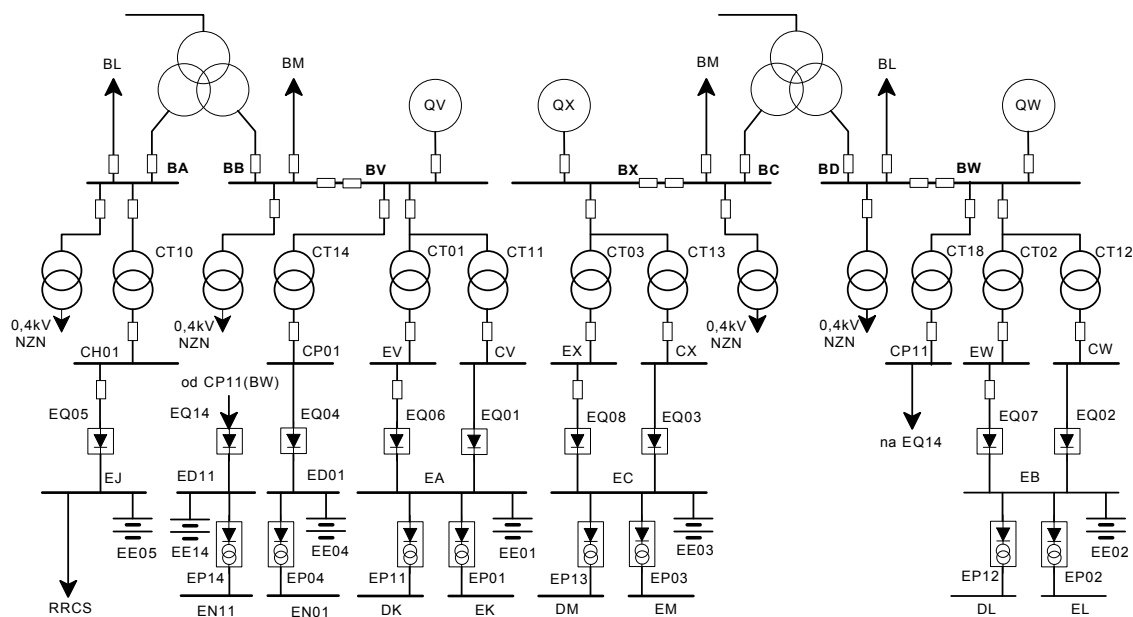 BL BM QV QX BM BL QW
BA BB BV BX BC BD BW
CT10 CT14 CT01 CT11 CT03 CT13 CT18 CT02 CT12
0,4kV 0,4kV 0,4kV 0,4kV
NZN NZN NZN NZN
CH01 CP01 EV CV EX CX CP11 EW CW
od CP11(BW)
EQ05 EQ14 EQ04 EQ06 EQ01 EQ08 EQ03 EQ07 EQ02
na EQ14
EJ ED11 ED01 EA EC EB
EE05 EE14 EE04 EE01 EE03 EE02
EP14 EP04 EP11 EP01 EP13 EP03 EP12 EP02
RRCS EN11 EN01 DK EK DM EM DL EL